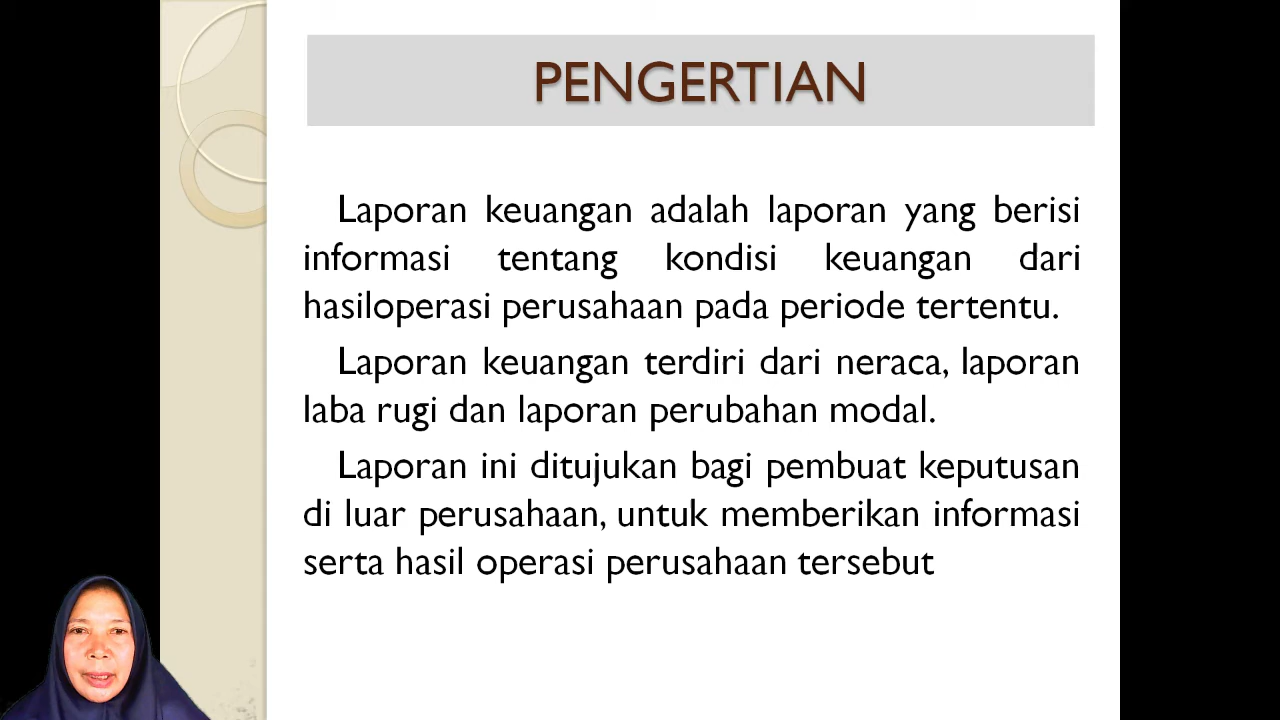 PENGERTIAN
Laporan keuangan adalah laporan yang berisi
informasi tentang kondisi keuangan dari
hasiloperasi perusahaan pada periode tertentu.
Laporan keuangan terdiri dari neraca, laporan
laba rugi dan laporan perubahan modal.
Laporan ini ditujukan bagi pembuat keputusan
di luar perusahaan, untuk memberikan informasi
serta hasil operasi perusahaan tersebut